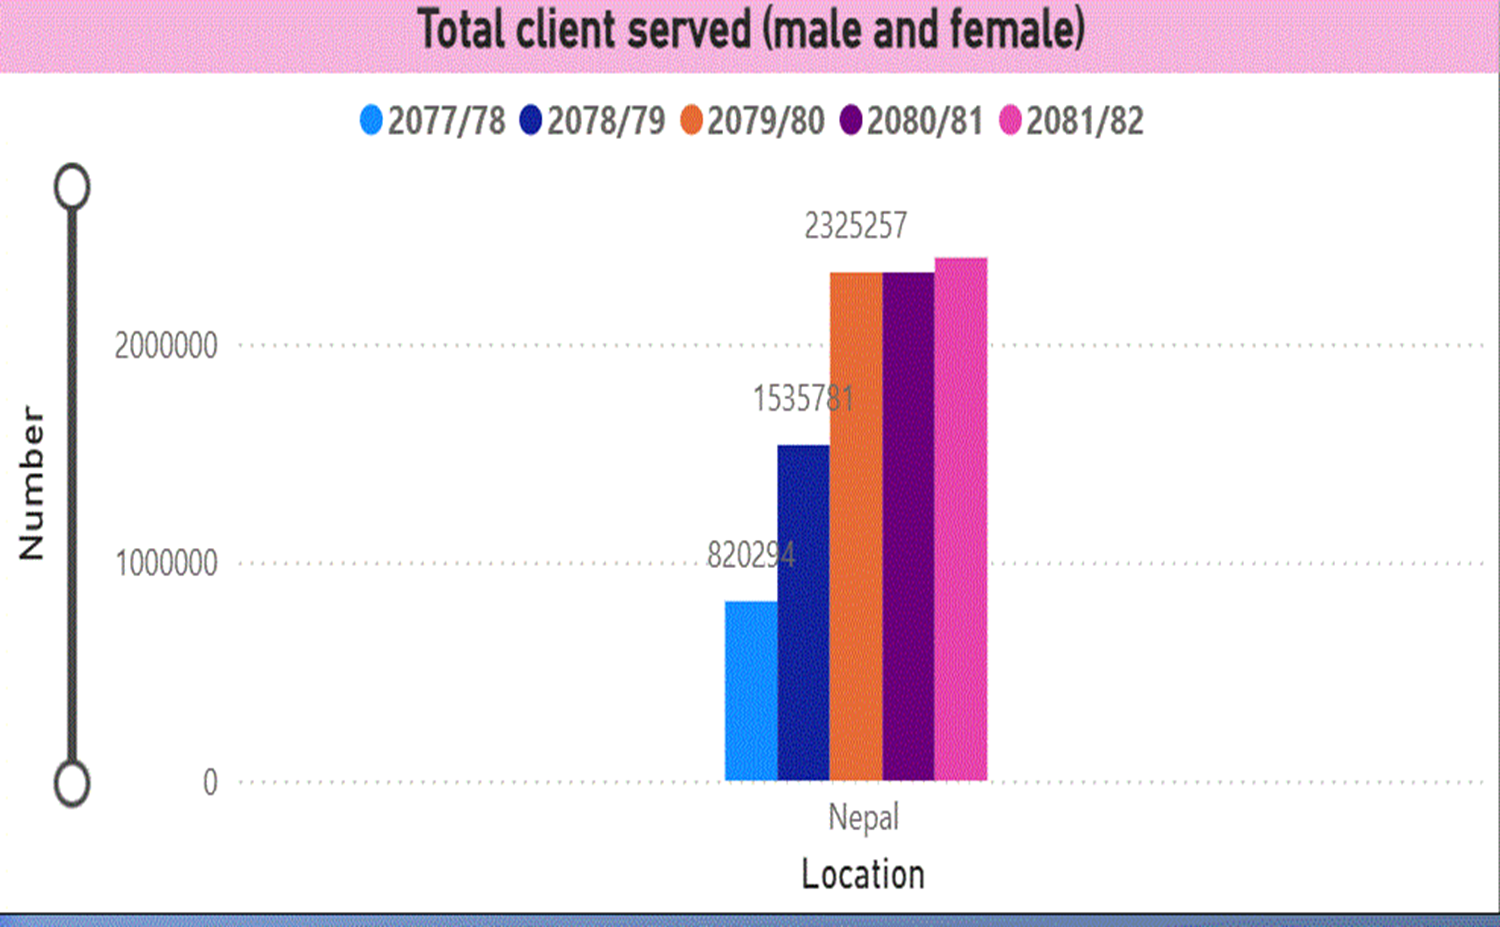 Total client served (male and female)
2077/78 2078/79 2079/80 2080/81 2081/82
2325257
2000000
1535781
1000000
820294
0
Nepal
Location
Number